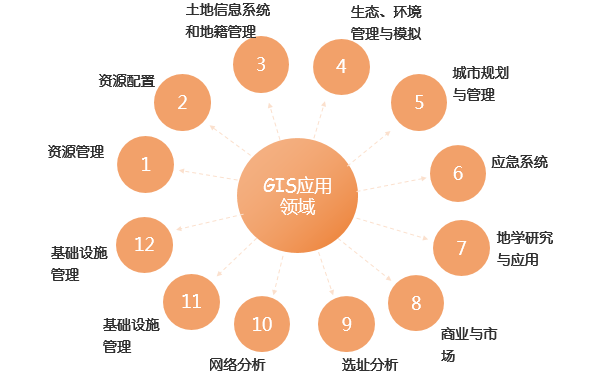 GIS应用
领域
1
资源管理
2
资源配置
3
土地信息系统
和地籍管理
4
生态、环境
管理与模拟
5
城市规划
与管理
6
应急系统
7
地学研究
与应用
8
商业与市
场
9
选址分析
10
网络分析
11
基础设施
管理
12
基础设施
管理